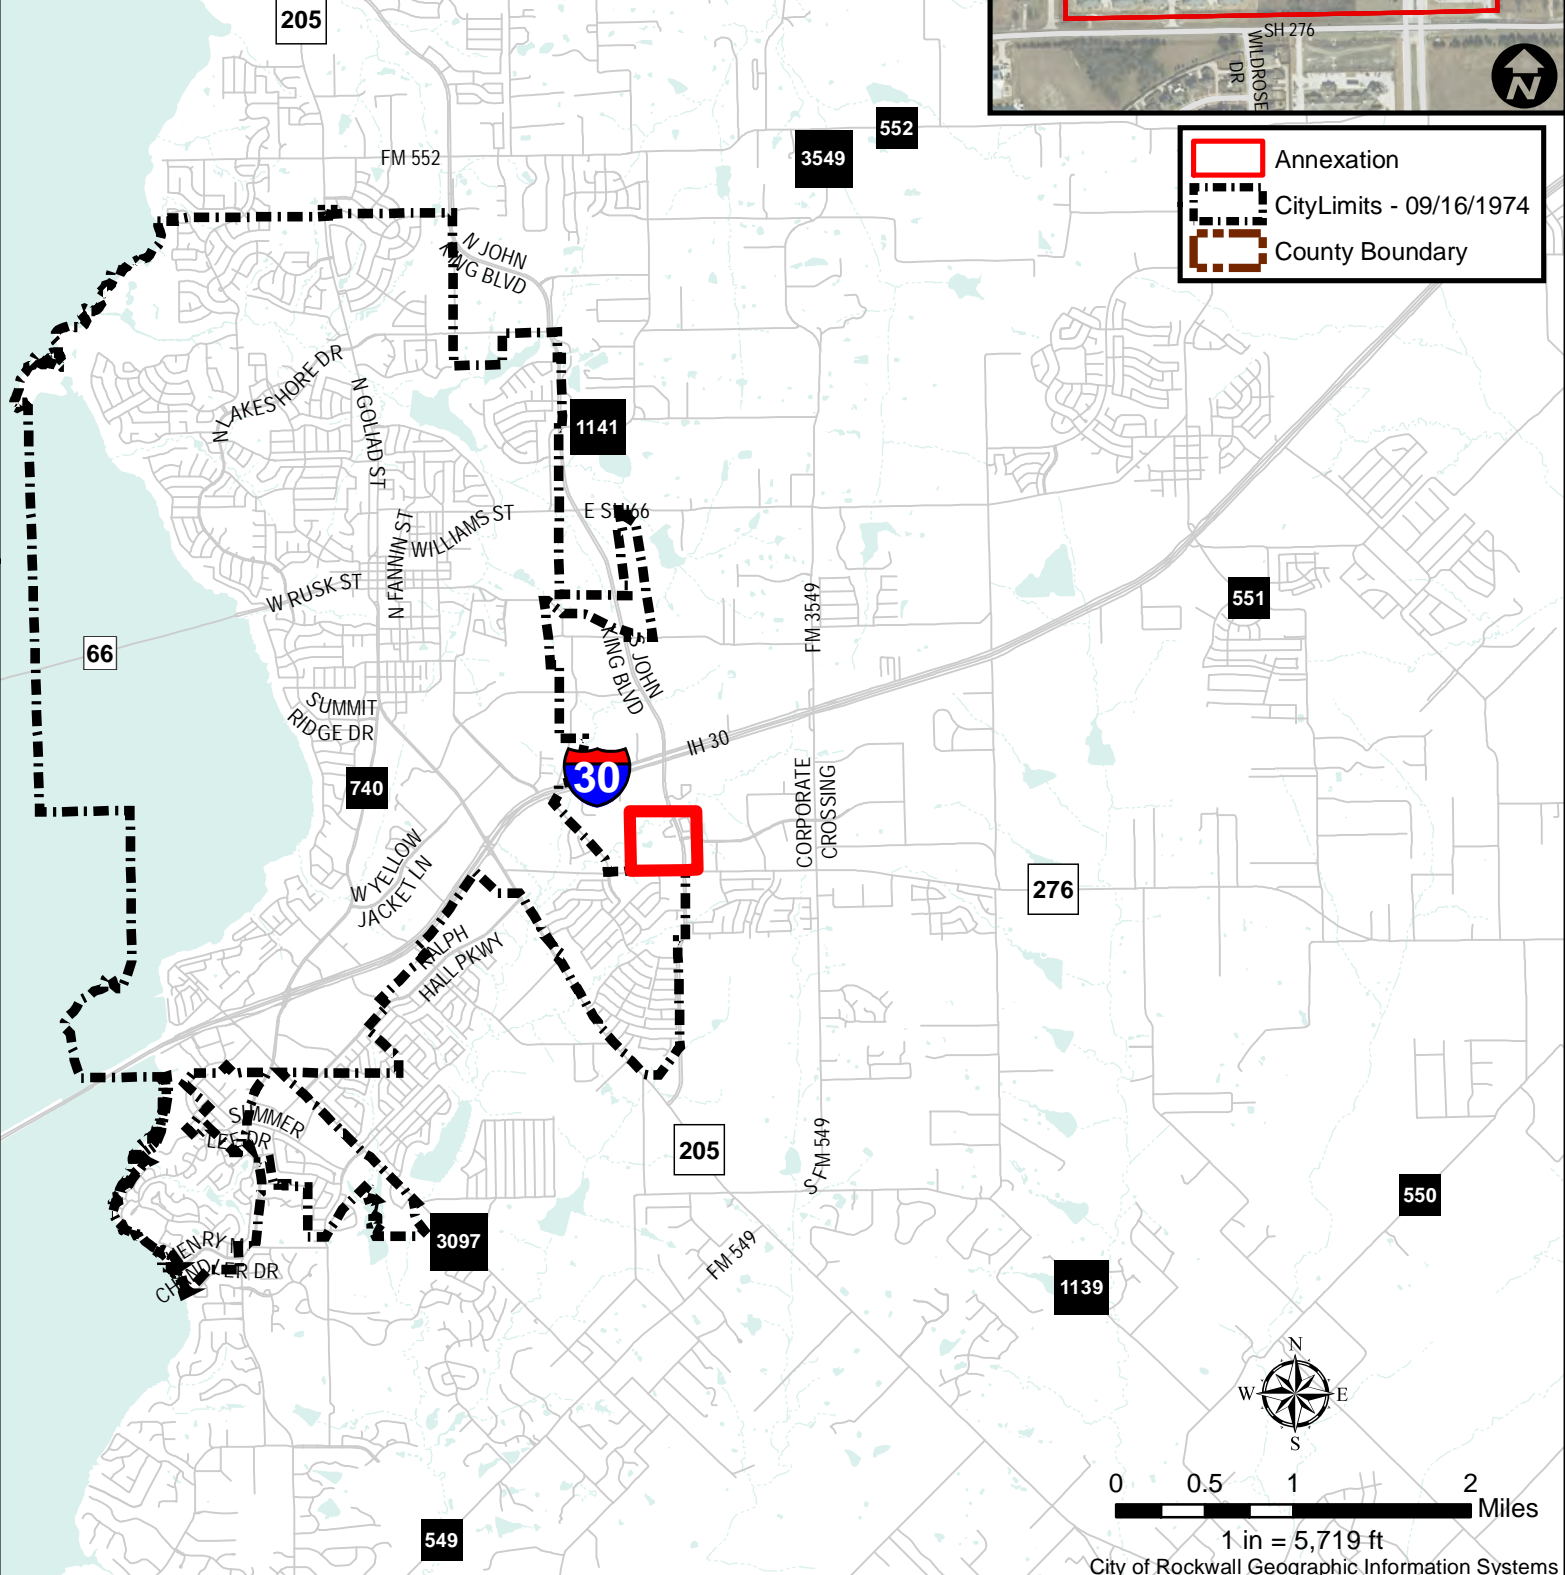 205
SH 276
WILDROSE
DR
N
552
3549
FM 552
Annexation
CityLimits - 09/16/1974
County Boundary
N JOHN
KING BLVD
N LAKESHORE DR
N GOLIAD ST
1141
E SH 66
WILLIAMS ST
N FANNIN ST
W RUSK ST
FM 3549
551
66
S JOHN
KING BLVD
SUMMIT
RIDGE DR
IH 30
30
740
CORPORATE
CROSSING
W YELLOW
JACKET LN
276
RALPH
HALL PKWY
SUMMER
LEE DR
205
S FM 549
550
3097
HENRY M
CHANDLER DR
FM 549
1139
N
W E
S
0 0.5 1 2
Miles
1 in = 5,719 ft
549
City of Rockwall Geographic Information Systems